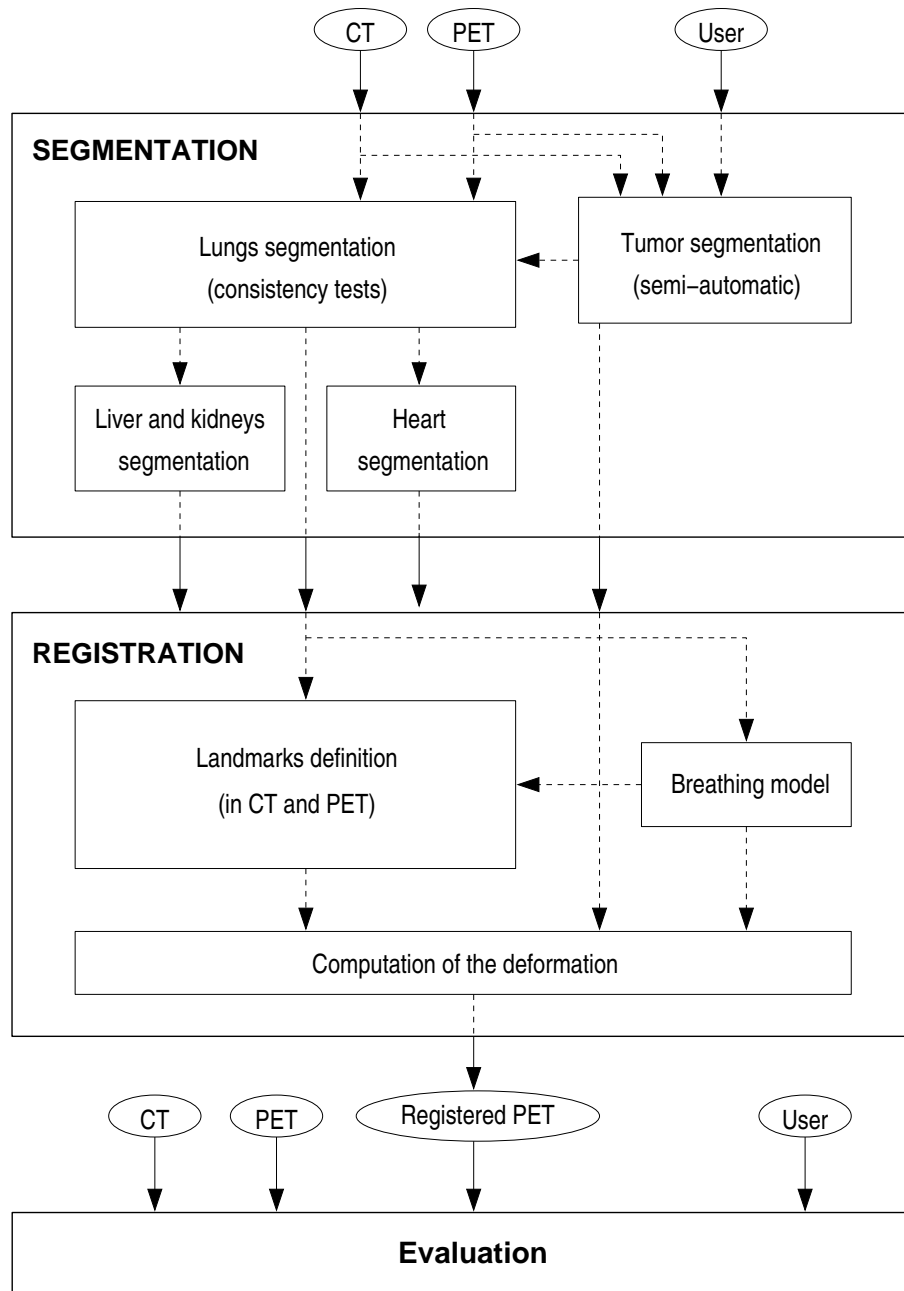 CT
PET
User
SEGMENTATION
Lungs segmentation
(consistency tests)
Tumor segmentation
(semi−automatic)
Liver and kidneys
segmentation
Heart
segmentation
REGISTRATION
Landmarks definition
(in CT and PET)
Breathing model
Computation of the deformation
CT
PET
Registered PET
User
Evaluation